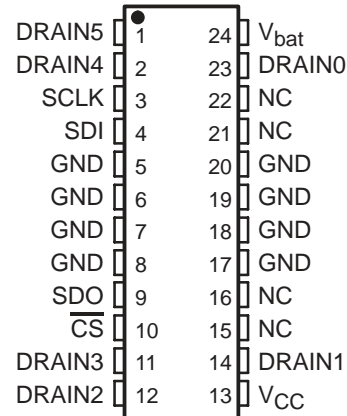 DRAIN5 1 24 Vbat
DRAIN4 2 23 DRAIN0
SCLK 3 22 NC
SDI 4 21 NC
GND 5 20 GND
GND 6 19 GND
GND 7 18 GND
GND 8 17 GND
SDO 9 16 NC
C̅S̅ 10 15 NC
DRAIN3 11 14 DRAIN1
DRAIN2 12 13 VCC